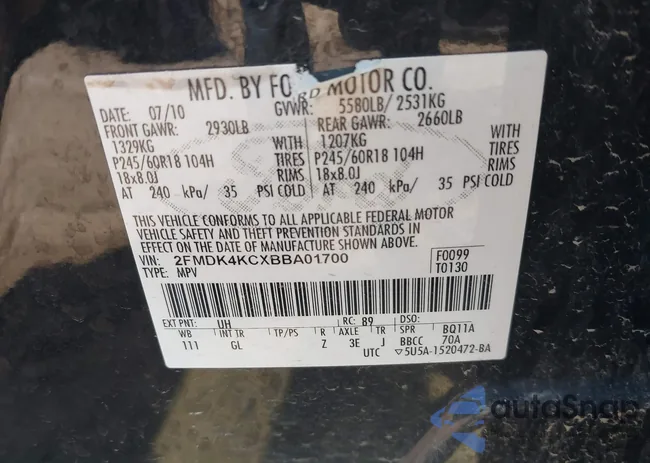 MFD. BY FORD MOTOR CO.
DATE: 07/10 GVWR: 5580LB/ 2531KG
FRONT GAWR: 2930LB REAR GAWR: 2660LB
1329KG WITH 1207KG WITH
P245/60R18 104H TIRES P245/60R18 104H TIRES
18x8.0J RIMS 18x8.0J RIMS
AT 240 kPa/ 35 PSI COLD AT 240 kPa/ 35 PSI COLD
THIS VEHICLE CONFORMS TO ALL APPLICABLE FEDERAL MOTOR
VEHICLE SAFETY AND THEFT PREVENTION STANDARDS IN
EFFECT ON THE DATE OF MANUFACTURE SHOWN ABOVE.
VIN: 2FMDK4KCXBBA01700 F0099
TYPE: MPV T0130
EXT PNT: UH RC: 89 DSO:
WB INT TR TP/PS R AXLE TR SPR BQ11A
111 GL Z 3E J BBCC 70A
UTC ▽5U5A-1520472-BA
autoSnap